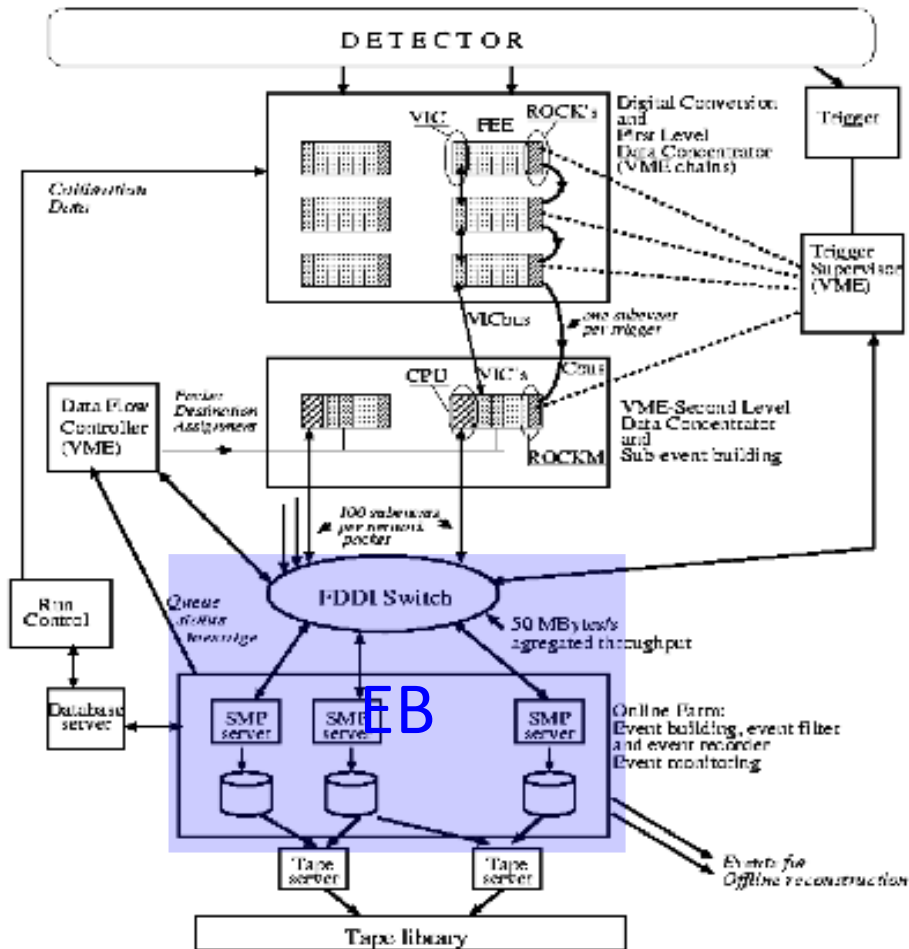 DETECTOR
VIC
FEE
ROCK's
Digital Conversion
and
First Level
Data Concentrator
(VME chains)
Trigger
Calibration
Data
Trigger
Supervisor
(VME)
VICbus
one subevent
per trigger
CPU
VIC's
Cbus
Data Flow
Controller
(VME)
Packet
Destination
Assignment
VME-Second Level
Data Concentrator
and
Sub-event building
ROCKM
100 subevents
per network
packet
FDDI Switch
Queue
status
message
50 MBytes/s
agregated throughput
Run
Control
EB
Database
server
SMP
server
SMP
server
SMP
server
Online Farm:
Event building, event filter
and event recorder
Event monitoring
Tape
server
Tape
server
Events for
Offline reconstruction
Tape library